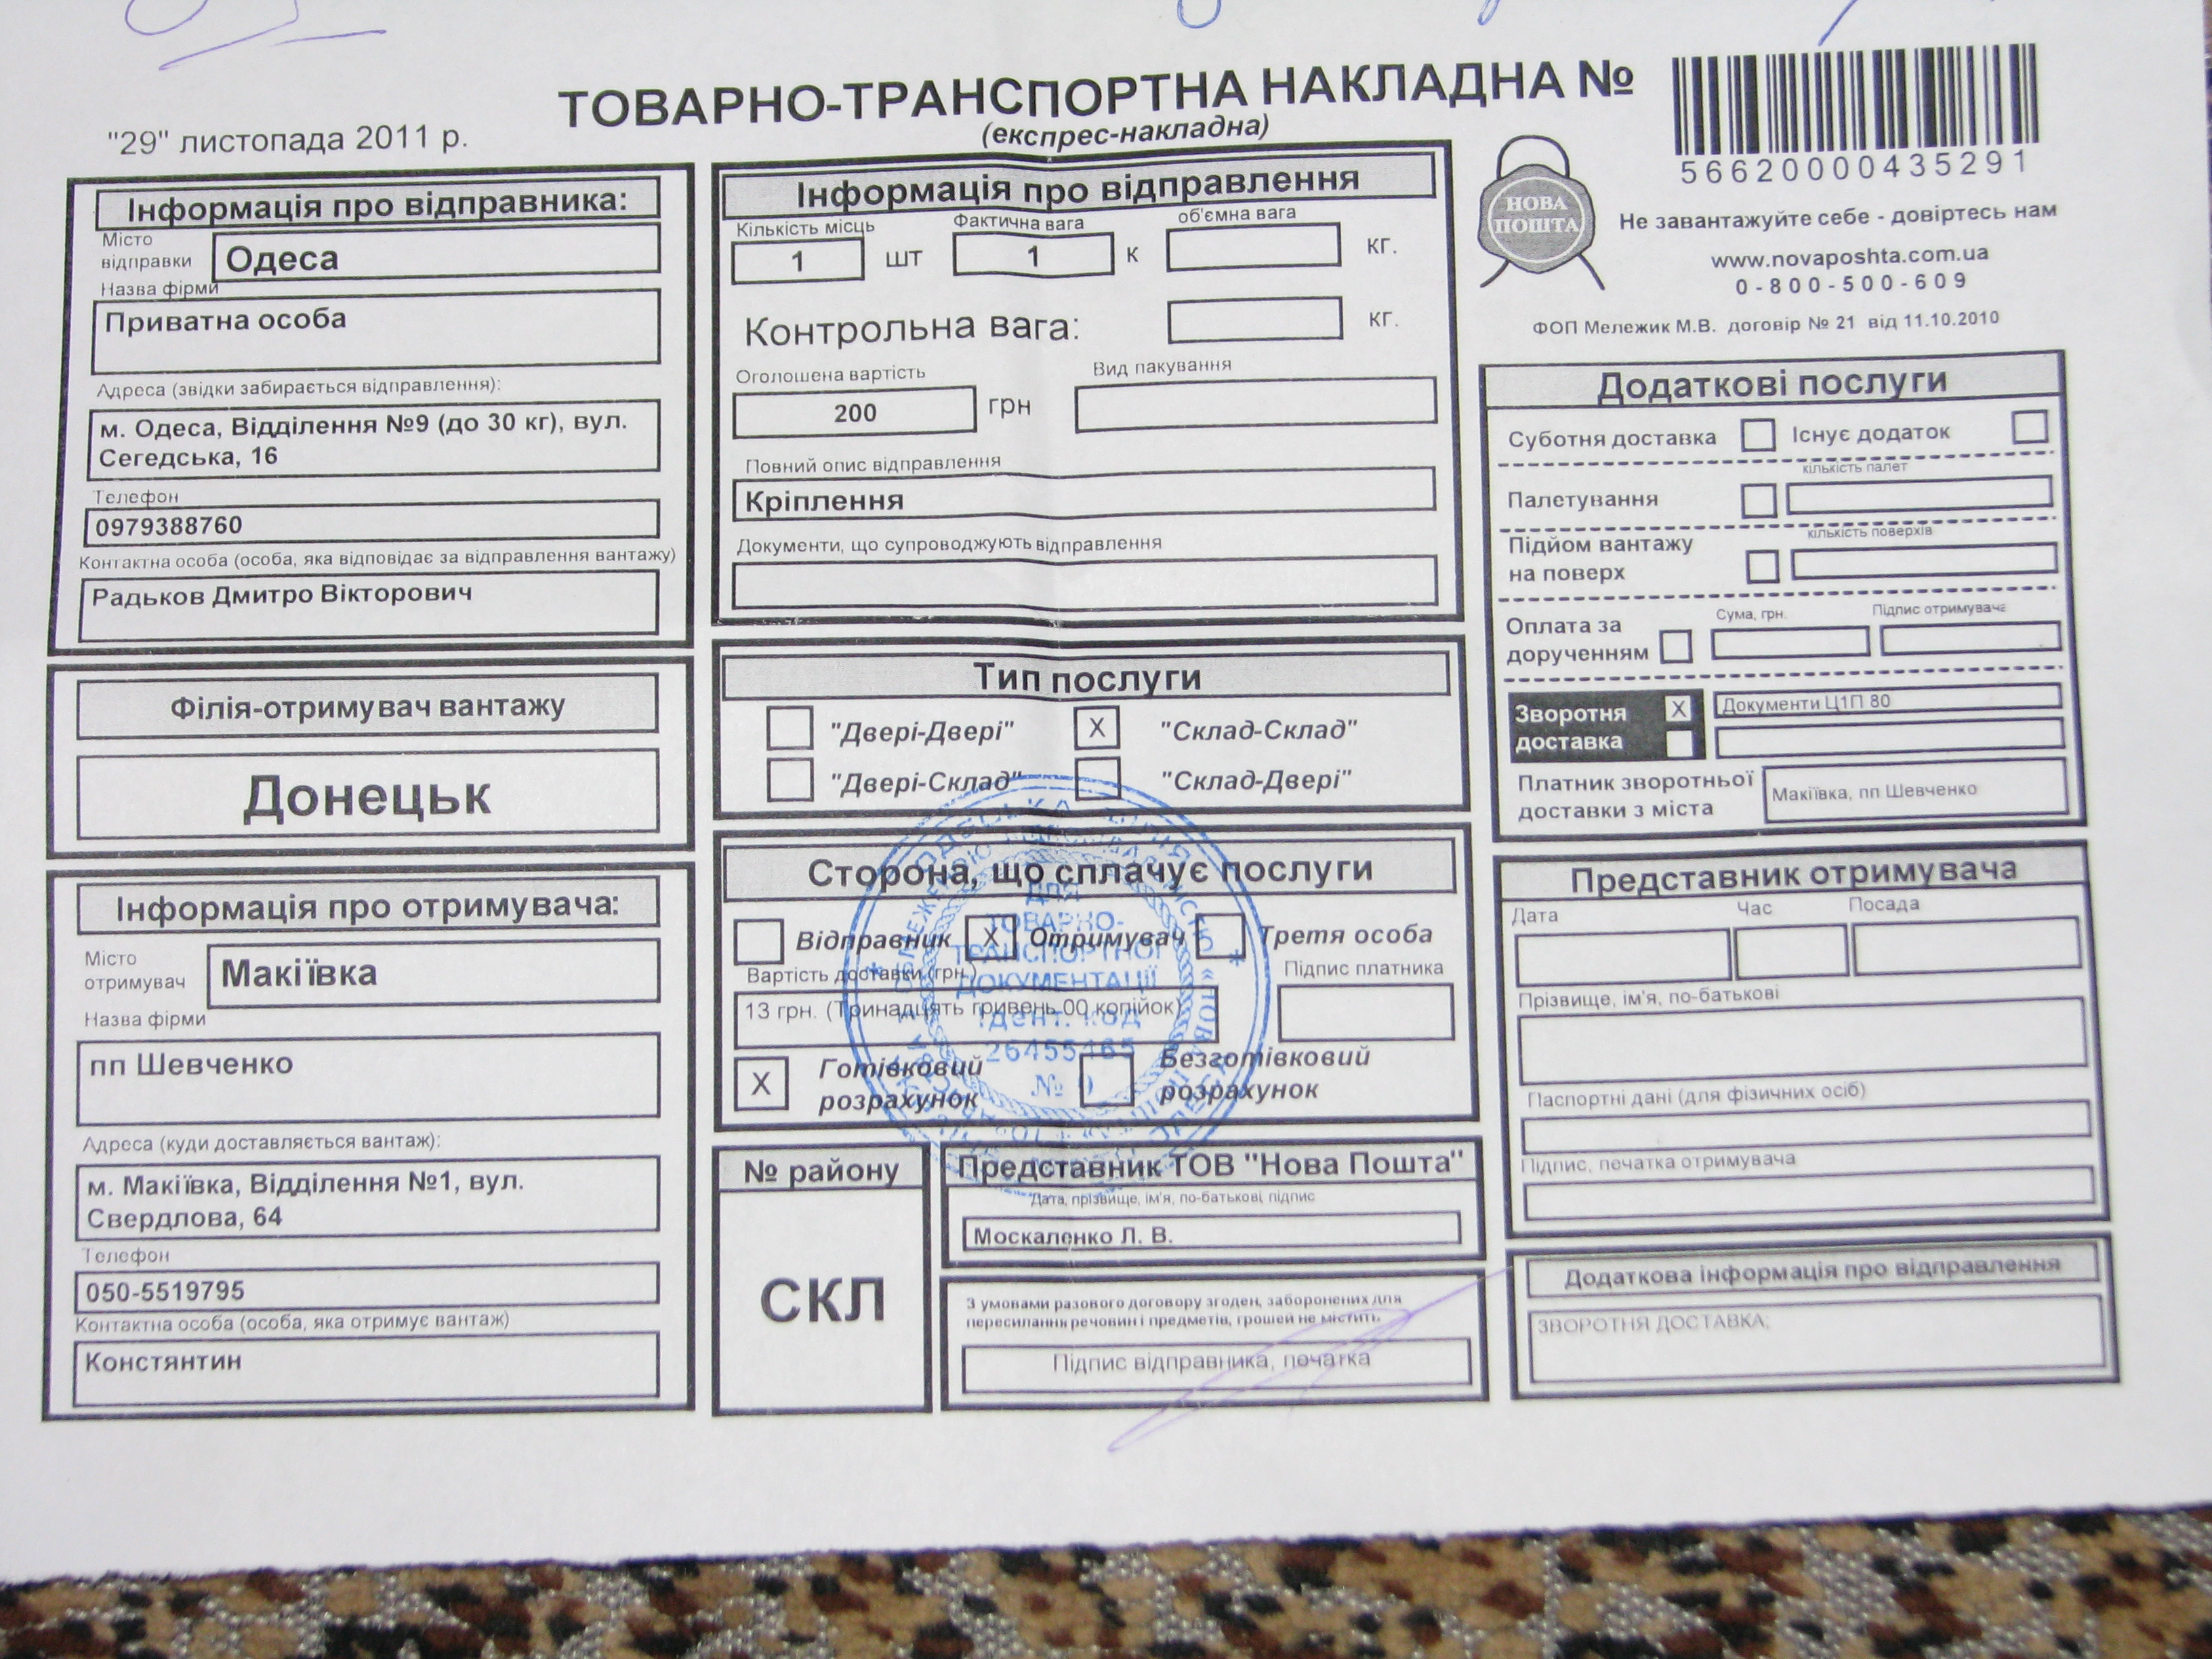 ТОВАРНО-ТРАНСПОРТНА НАКЛАДНА №
(експрес-накладна)
"29" листопада 2011 р.
56620000435291
НОВА
ПОШТА
Не завантажуйте себе - довіртесь нам
www.novaposhta.com.ua
0-800-500-609
ФОП Мележик М.В. договір № 21 від 11.10.2010
Інформація про відправника:
Місто
відправки
Одеса
Назва фірми
Приватна особа
Адреса (звідки забирається відправлення):
м. Одеса, Відділення №9 (до 30 кг), вул.
Сегедська, 16
Телефон
0979388760
Контактна особа (особа, яка відповідає за відправлення вантажу)
Радьков Дмитро Вікторович
Філія-отримувач вантажу
Донецьк
Інформація про отримувача:
Місто
отримувач
Макіївка
Назва фірми
пп Шевченко
Адреса (куди доставляється вантаж):
м. Макіївка, Відділення №1, вул.
Свердлова, 64
Телефон
050-5519795
Контактна особа (особа, яка отримує вантаж)
Констянтин
Інформація про відправлення
Кількість місць Фактична вага об'ємна вага
1 шт 1 к кг.
Контрольна вага: кг.
Оголошена вартість Вид пакування
200 грн
Повний опис відправлення
Кріплення
Документи, що супроводжують відправлення
Тип послуги
"Двері-Двері" X "Склад-Склад"
"Двері-Склад" "Склад-Двері"
Сторона, що сплачує послуги
Відправник X Отримувач Третя особа
Вартість доставки (грн.) Підпис платника
13 грн. (Тринадцять гривень 00 копійок)
X Готівковий розрахунок Безготівковий розрахунок
ДЛЯ
ТОВАРНО-
ТРАНСПОРТНОЇ
ДОКУМЕНТАЦІЇ
Ідент. код
26455465
№ районy
СКЛ
Представник ТОВ "Нова Пошта"
Дата, прізвище, ім'я, по-батькові, підпис
Москаленко Л. В.
З умовами разового договору згоден, заборонених для
пересилання речовин і предметів, грошей не містить.
Підпис відправника, печатка
Додаткові послуги
Суботня доставка Існує додаток
кількість палет
Палетування
кількість поверхів
Підйом вантажу
на поверх
Сума, грн. Підпис отримувача
Оплата за
дорученням
Зворотня X Документи Ц1П 80
доставка
Платник зворотньої
доставки з міста
Макіївка, пп Шевченко
Представник отримувача
Дата Час Посада
Прізвище, ім'я, по-батькові
Паспортні дані (для фізичних осіб)
Підпис, печатка отримувача
Додаткова інформація про відправлення
ЗВОРОТНЯ ДОСТАВКА: